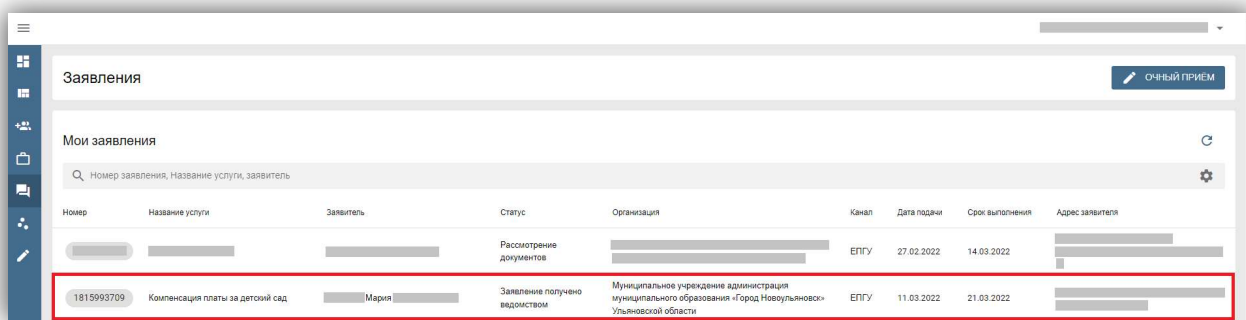 Заявления
ОЧНЫЙ ПРИЁМ
Мои заявления
Номер заявления, Название услуги, заявитель
Номер Название услуги Заявитель Статус Организация Канал Дата подачи Срок выполнения Адрес заявителя
Рассмотрение
документов
ЕПГУ 27.02.2022 14.03.2022
1815993709 Компенсация платы за детский сад Мария
Заявление получено
ведомством
Муниципальное учреждение администрация
муниципального образования «Город Новоульяновск»
Ульяновской области
ЕПГУ 11.03.2022 21.03.2022